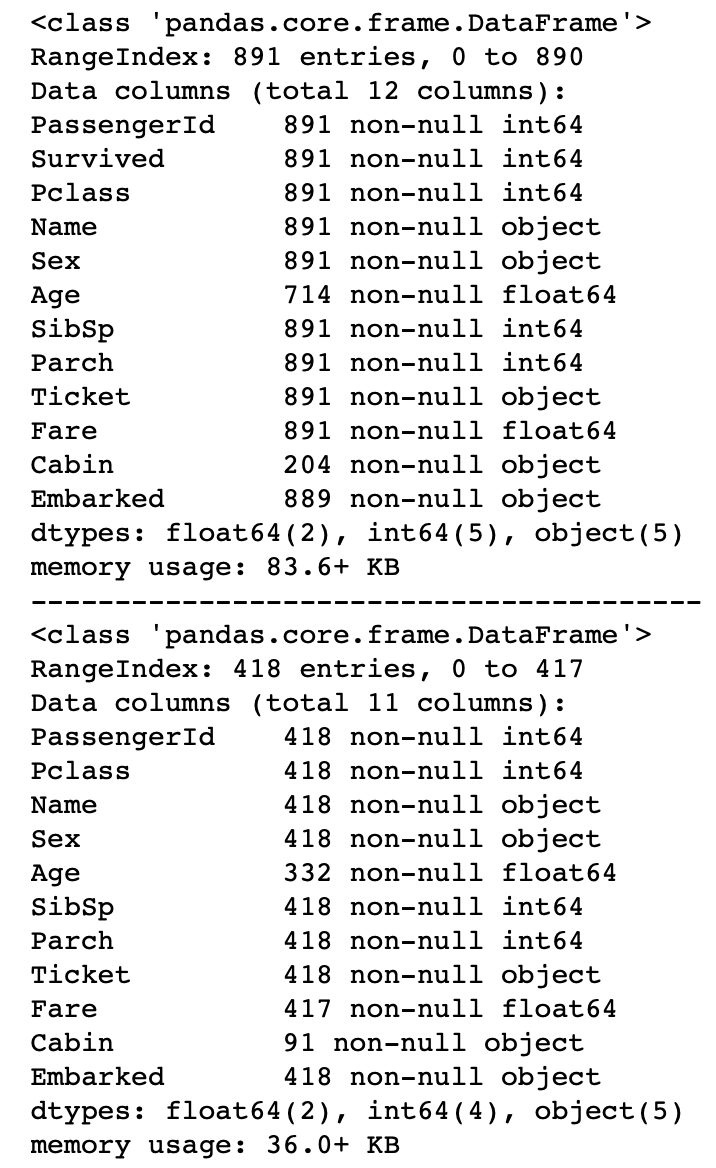 <class 'pandas.core.frame.DataFrame'>
RangeIndex: 891 entries, 0 to 890
Data columns (total 12 columns):
PassengerId    891 non-null int64
Survived       891 non-null int64
Pclass         891 non-null int64
Name           891 non-null object
Sex            891 non-null object
Age            714 non-null float64
SibSp          891 non-null int64
Parch          891 non-null int64
Ticket         891 non-null object
Fare           891 non-null float64
Cabin          204 non-null object
Embarked       889 non-null object
dtypes: float64(2), int64(5), object(5)
memory usage: 83.6+ KB
----------------------------------------
<class 'pandas.core.frame.DataFrame'>
RangeIndex: 418 entries, 0 to 417
Data columns (total 11 columns):
PassengerId    418 non-null int64
Pclass         418 non-null int64
Name           418 non-null object
Sex            418 non-null object
Age            332 non-null float64
SibSp          418 non-null int64
Parch          418 non-null int64
Ticket         418 non-null object
Fare           417 non-null float64
Cabin          91 non-null object
Embarked       418 non-null object
dtypes: float64(2), int64(4), object(5)
memory usage: 36.0+ KB